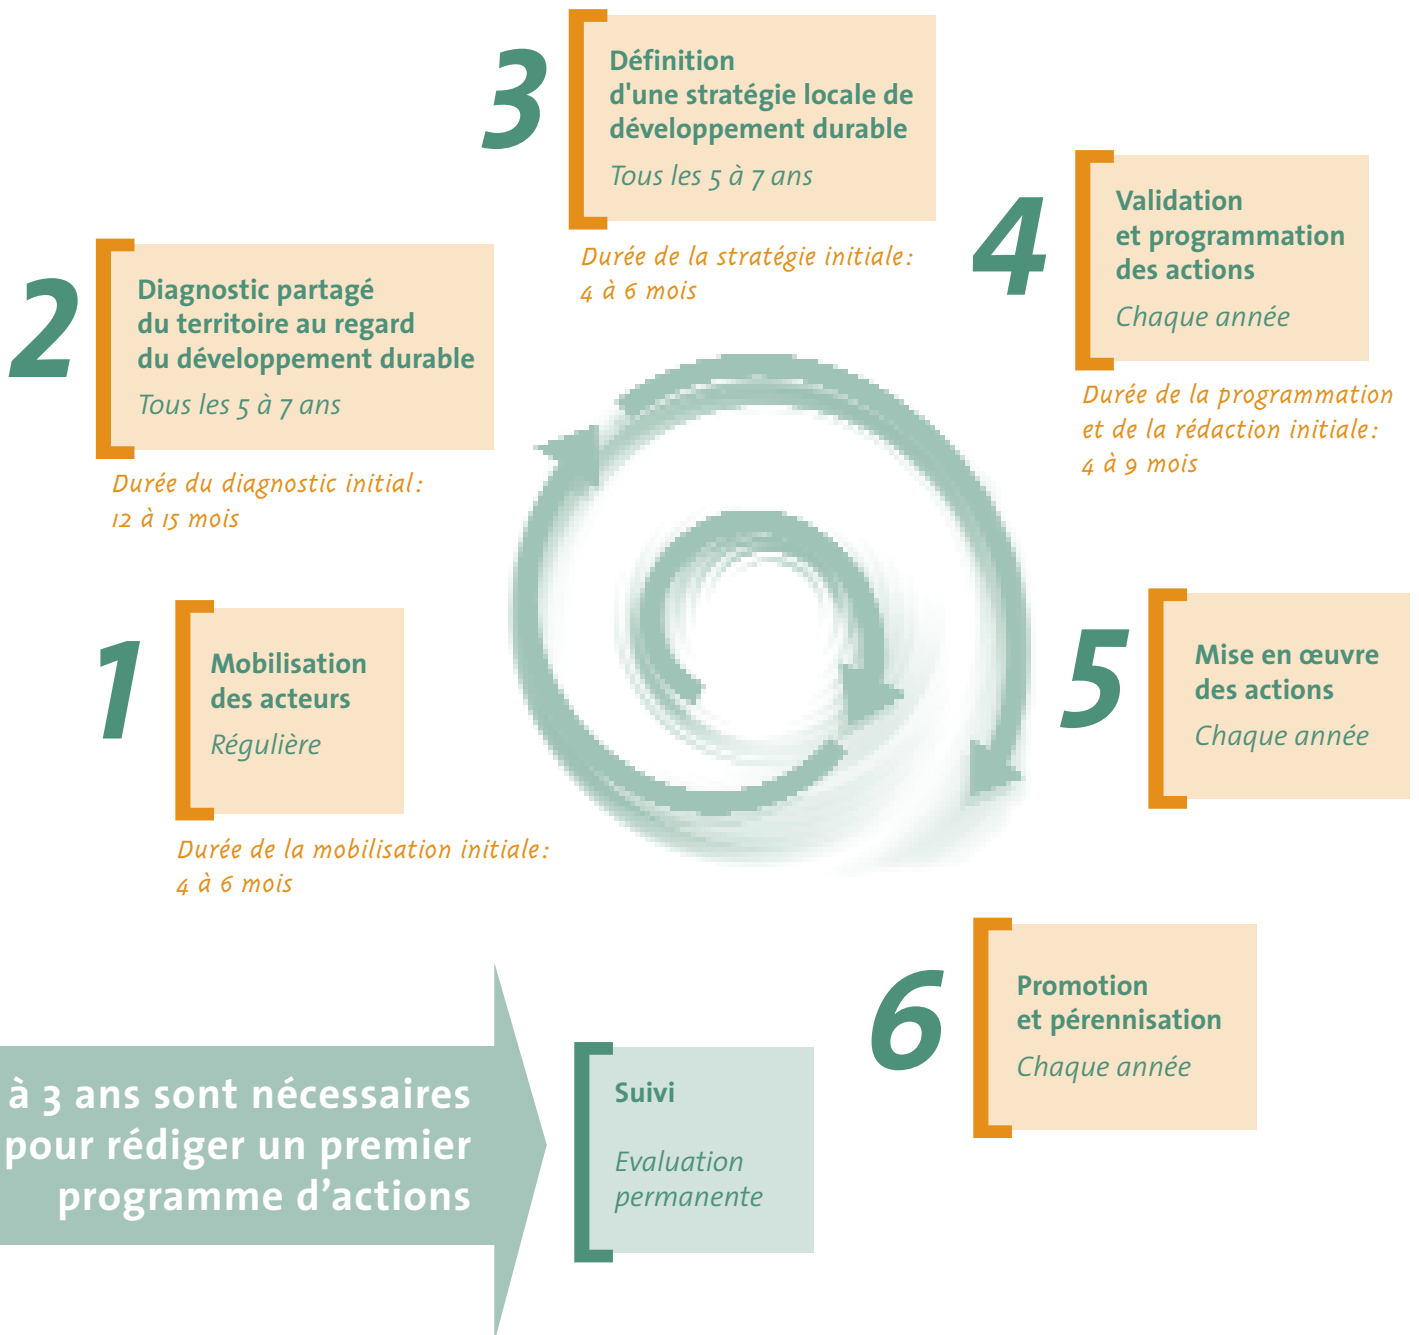 1
Mobilisation
des acteurs
Régulière
Durée de la mobilisation initiale :
4 à 6 mois
2
Diagnostic partagé
du territoire au regard
du développement durable
Tous les 5 à 7 ans
Durée du diagnostic initial :
12 à 15 mois
3
Définition
d'une stratégie locale de
développement durable
Tous les 5 à 7 ans
Durée de la stratégie initiale :
4 à 6 mois
4
Validation
et programmation
des actions
Chaque année
Durée de la programmation
et de la rédaction initiale :
4 à 9 mois
5
Mise en œuvre
des actions
Chaque année
6
Promotion
et pérennisation
Chaque année
Suivi
Evaluation
permanente
à 3 ans sont nécessaires
pour rédiger un premier
programme d’actions